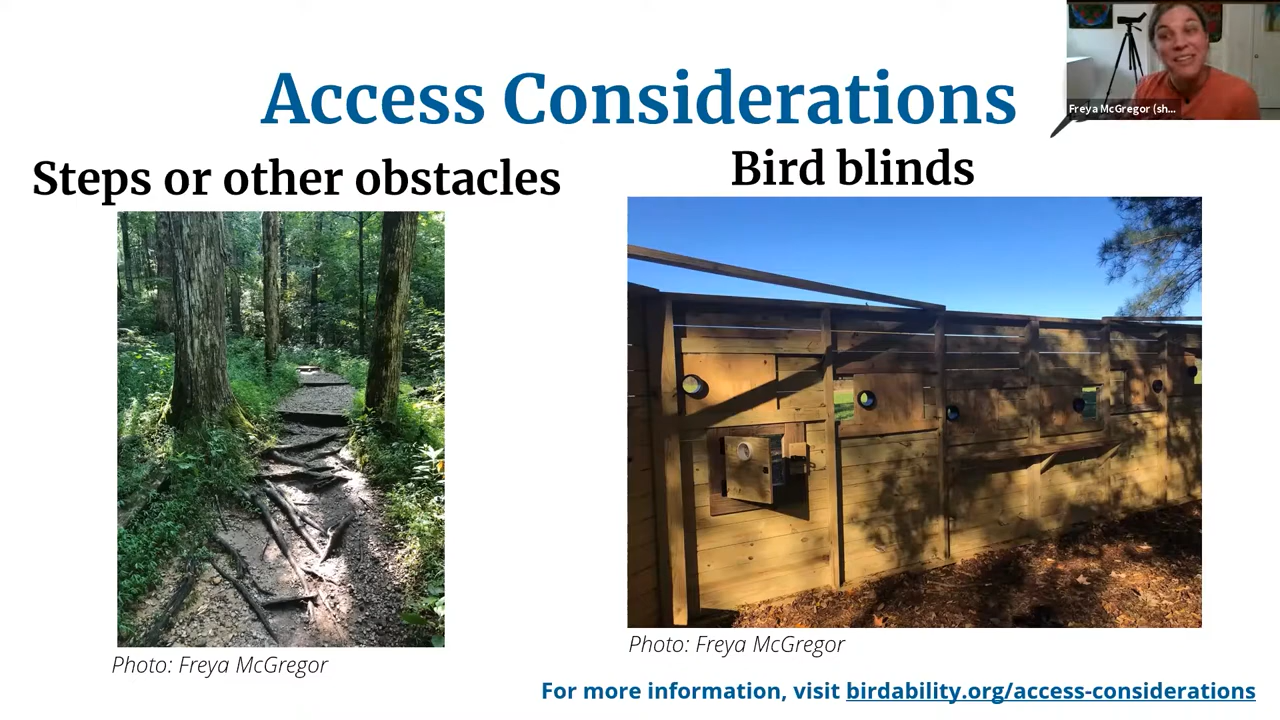 Access Considerations
Freya McGregor (sh...
Steps or other obstacles
Bird blinds
Photo: Freya McGregor
Photo: Freya McGregor
For more information, visit birdability.org/access-considerations